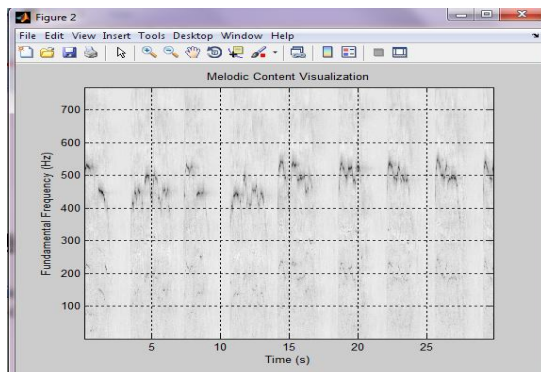 Figure 2
File Edit View Insert Tools Desktop Window Help
Melodic Content Visualization
700
600
500
400
300
200
100
Fundamental Frequency (Hz)
5 10 15 20 25
Time (s)